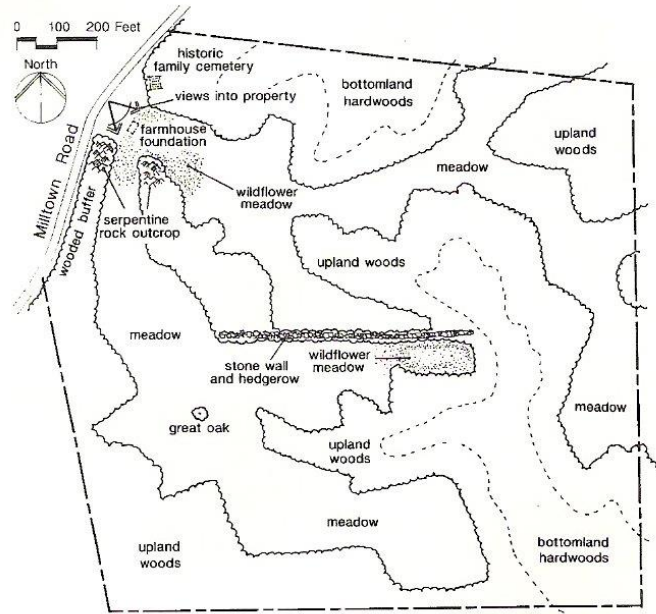 0 100 200 Feet
North
historic
family cemetery
bottomland
hardwoods
views into property
upland
woods
farmhouse
foundation
meadow
Milltown Road
wooded buffer
wildflower
meadow
serpentine
rock outcrop
upland woods
meadow
stone wall
and hedgerow
wildflower
meadow
meadow
great oak
upland
woods
meadow
upland
woods
bottomland
hardwoods